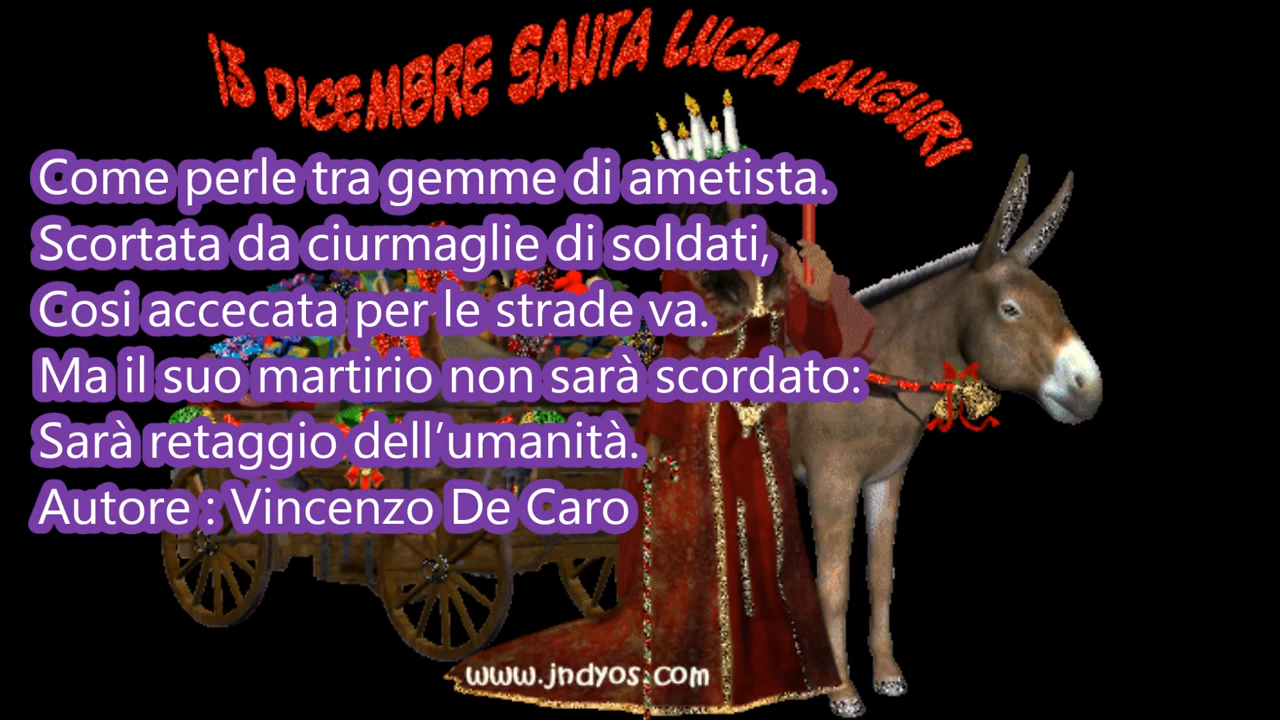 13 DICEMBRE SANTA LUCIA AUGURI
Come perle tra gemme di ametista.
Scortata da ciurmaglie di soldati,
Cosi accecata per le strade va.
Ma il suo martirio non sarà scordato:
Sarà retaggio dell’umanità.
Autore : Vincenzo De Caro
www.jndyos.com